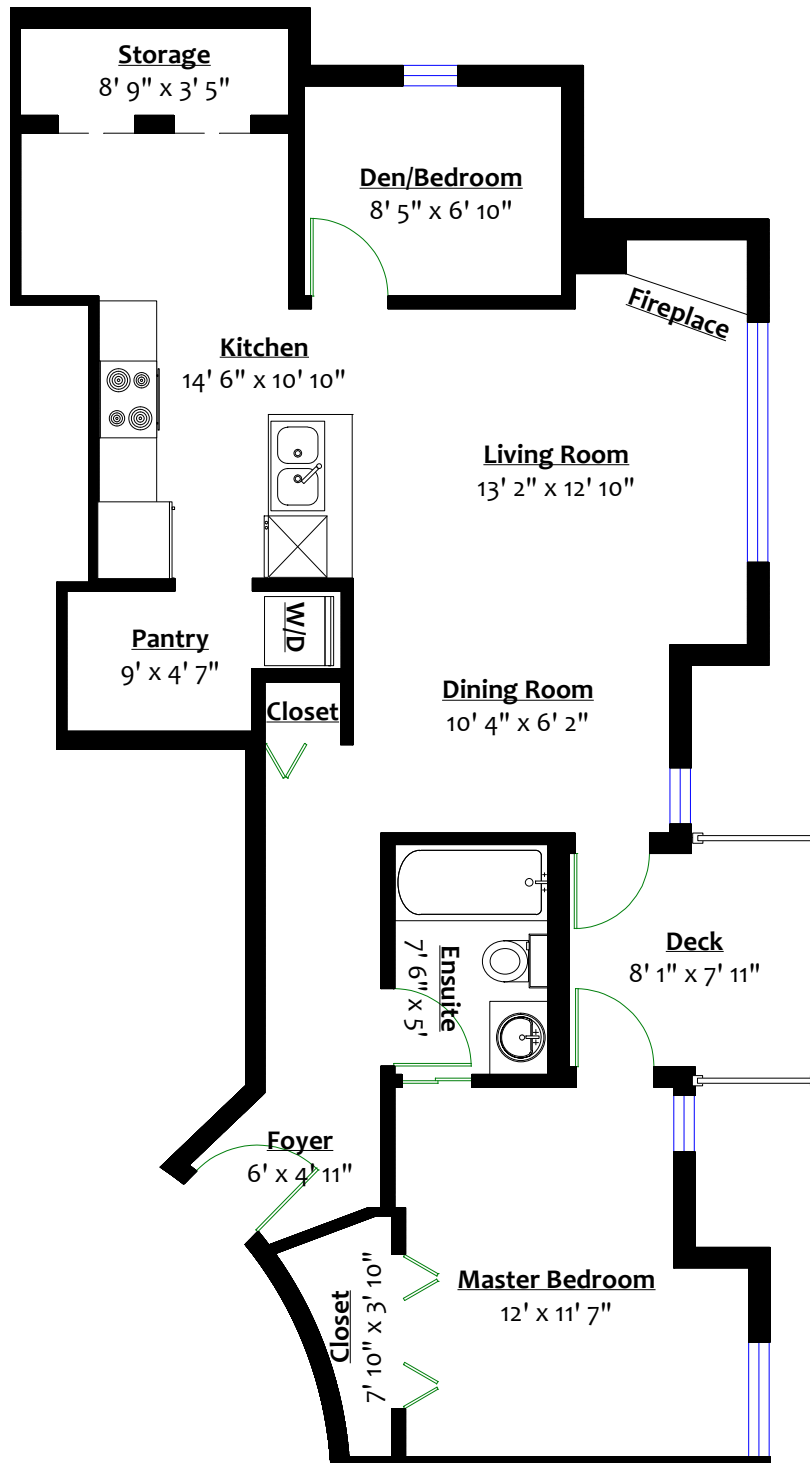 Storage
8' 9" x 3' 5"
Den/Bedroom
8' 5" x 6' 10"
Fireplace
Kitchen
14' 6" x 10' 10"
Living Room
13' 2" x 12' 10"
W/D
Pantry
9' x 4' 7"
Dining Room
10' 4" x 6' 2"
Closet
Ensuite
7' 6" x 5'
Deck
8' 1" x 7' 11"
Foyer
6' x 4' 11"
Master Bedroom
12' x 11' 7"
Closet
7' 10" x 3' 10"